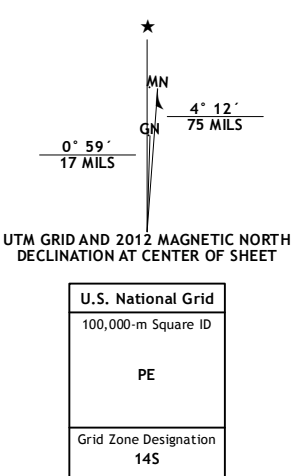 ★
MN
4° 12´
75 MILS
GN
0° 59´
17 MILS
UTM GRID AND 2012 MAGNETIC NORTH
DECLINATION AT CENTER OF SHEET
U.S. National Grid
100,000-m Square ID
PE
Grid Zone Designation
14S